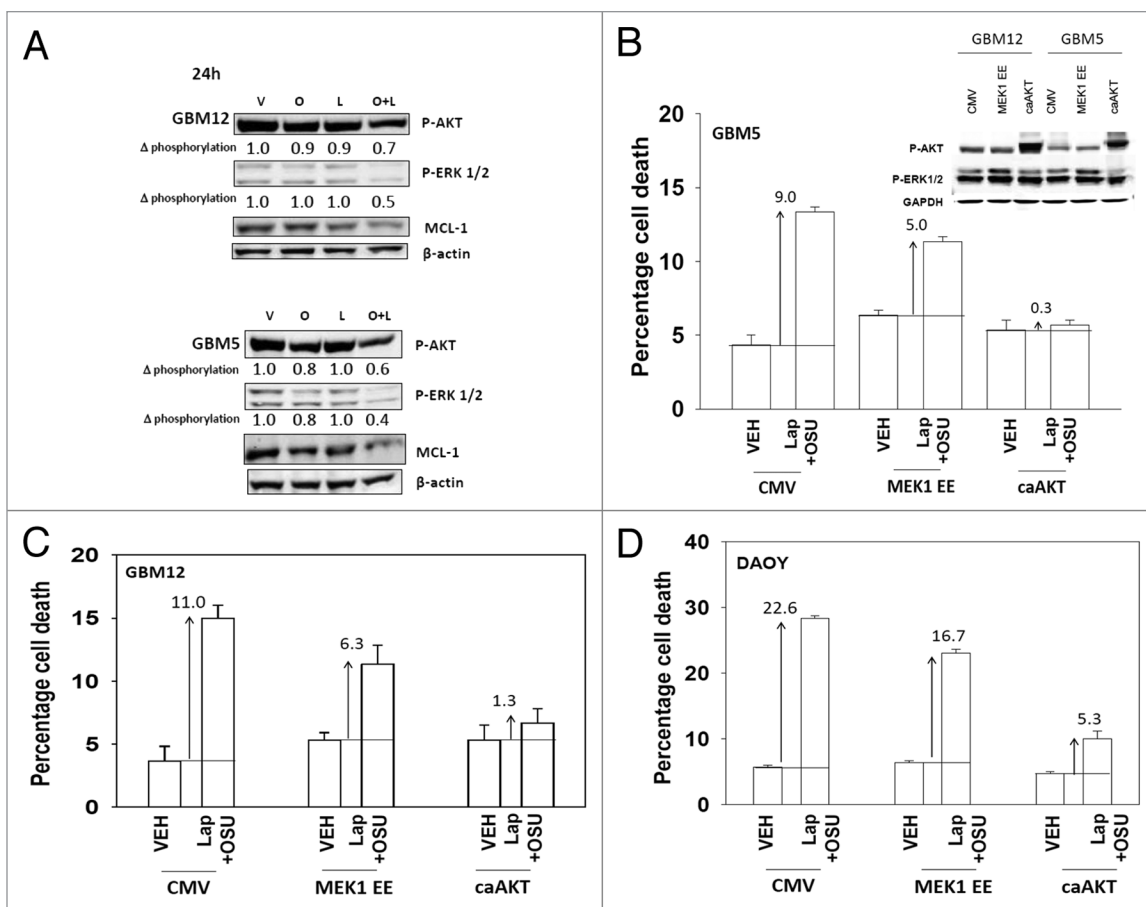 A
24h
V O L O+L
GBM12
P-AKT
Δ phosphorylation 1.0 0.9 0.9 0.7
P-ERK 1/2
Δ phosphorylation 1.0 1.0 1.0 0.5
MCL-1
β-actin
V O L O+L
GBM5
P-AKT
Δ phosphorylation 1.0 0.8 1.0 0.6
P-ERK 1/2
Δ phosphorylation 1.0 0.8 1.0 0.4
MCL-1
β-actin
B
GBM12 GBM5
CMV MEK1 EE caAKT CMV MEK1 EE caAKT
P-AKT
P-ERK1/2
GAPDH
GBM5
Percentage cell death
20
15
10
5
0
9.0
5.0
0.3
VEH Lap +OSU VEH Lap +OSU VEH Lap +OSU
CMV MEK1 EE caAKT
C
GBM12
Percentage cell death
20
15
10
5
0
11.0
6.3
1.3
VEH Lap +OSU VEH Lap +OSU VEH Lap +OSU
CMV MEK1 EE caAKT
D
DAOY
Percentage cell death
40
30
20
10
0
22.6
16.7
5.3
VEH Lap +OSU VEH Lap +OSU VEH Lap +OSU
CMV MEK1 EE caAKT